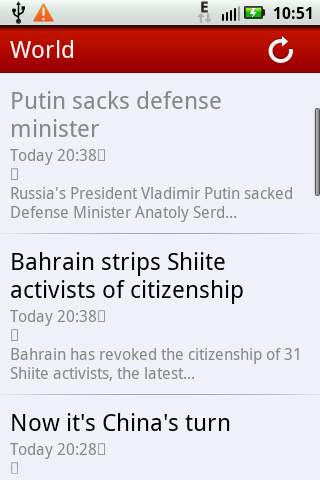 E
10:51
World
Putin sacks defense
minister
Today 20:38
Russia's President Vladimir Putin sacked
Defense Minister Anatoly Serd...
Bahrain strips Shiite
activists of citizenship
Today 20:38
Bahrain has revoked the citizenship of 31
Shiite activists, the latest...
Now it's China's turn
Today 20:28